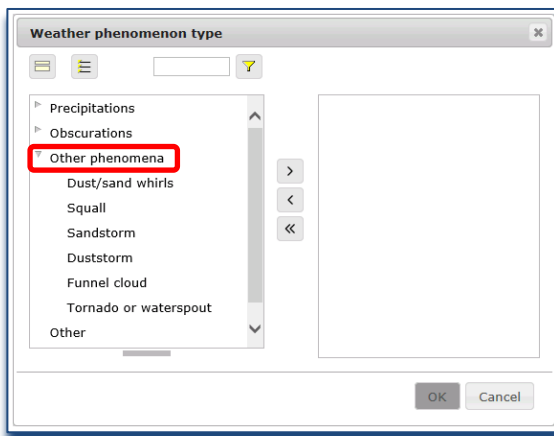 Weather phenomenon type
Precipitations
Obscurations
Other phenomena
Dust/sand whirls
Squall
Sandstorm
Duststorm
Funnel cloud
Tornado or waterspout
Other
OK Cancel